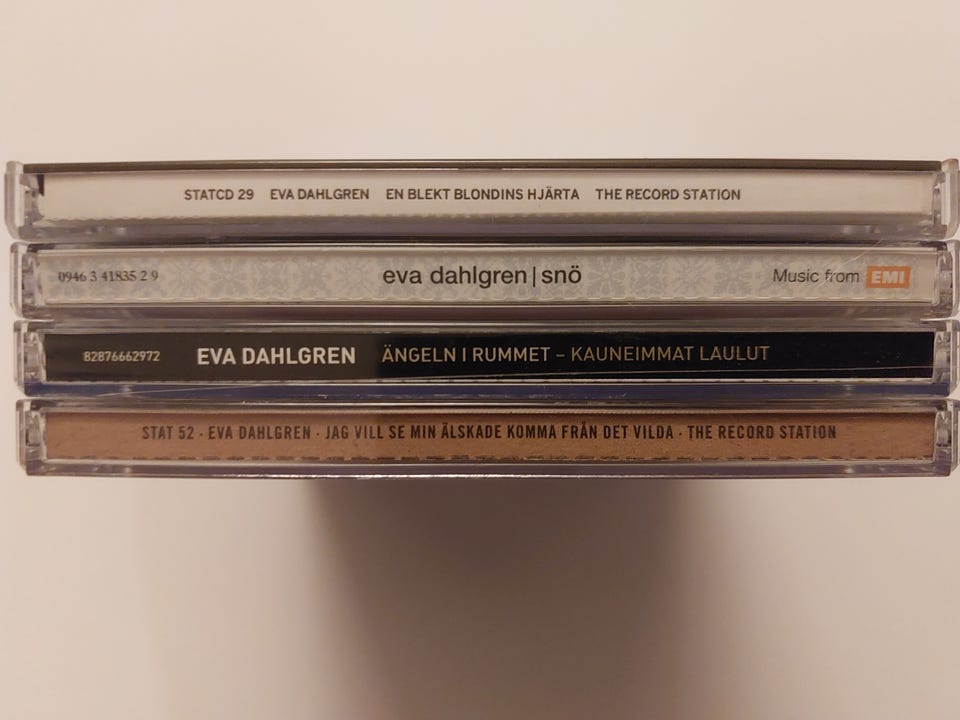 STATCD 29 EVA DAHLGREN EN BLEKT BLONDINS HJÄRTA THE RECORD STATION
0946 3 41835 2 9 eva dahlgren | snö Music from EMI
82876662972 EVA DAHLGREN ÄNGELN I RUMMET – KAUNEIMMAT LAULUT
STAT 52 · EVA DAHLGREN · JAG VILL SE MIN ÄLSKADE KOMMA FRÅN DET VILDA · THE RECORD STATION